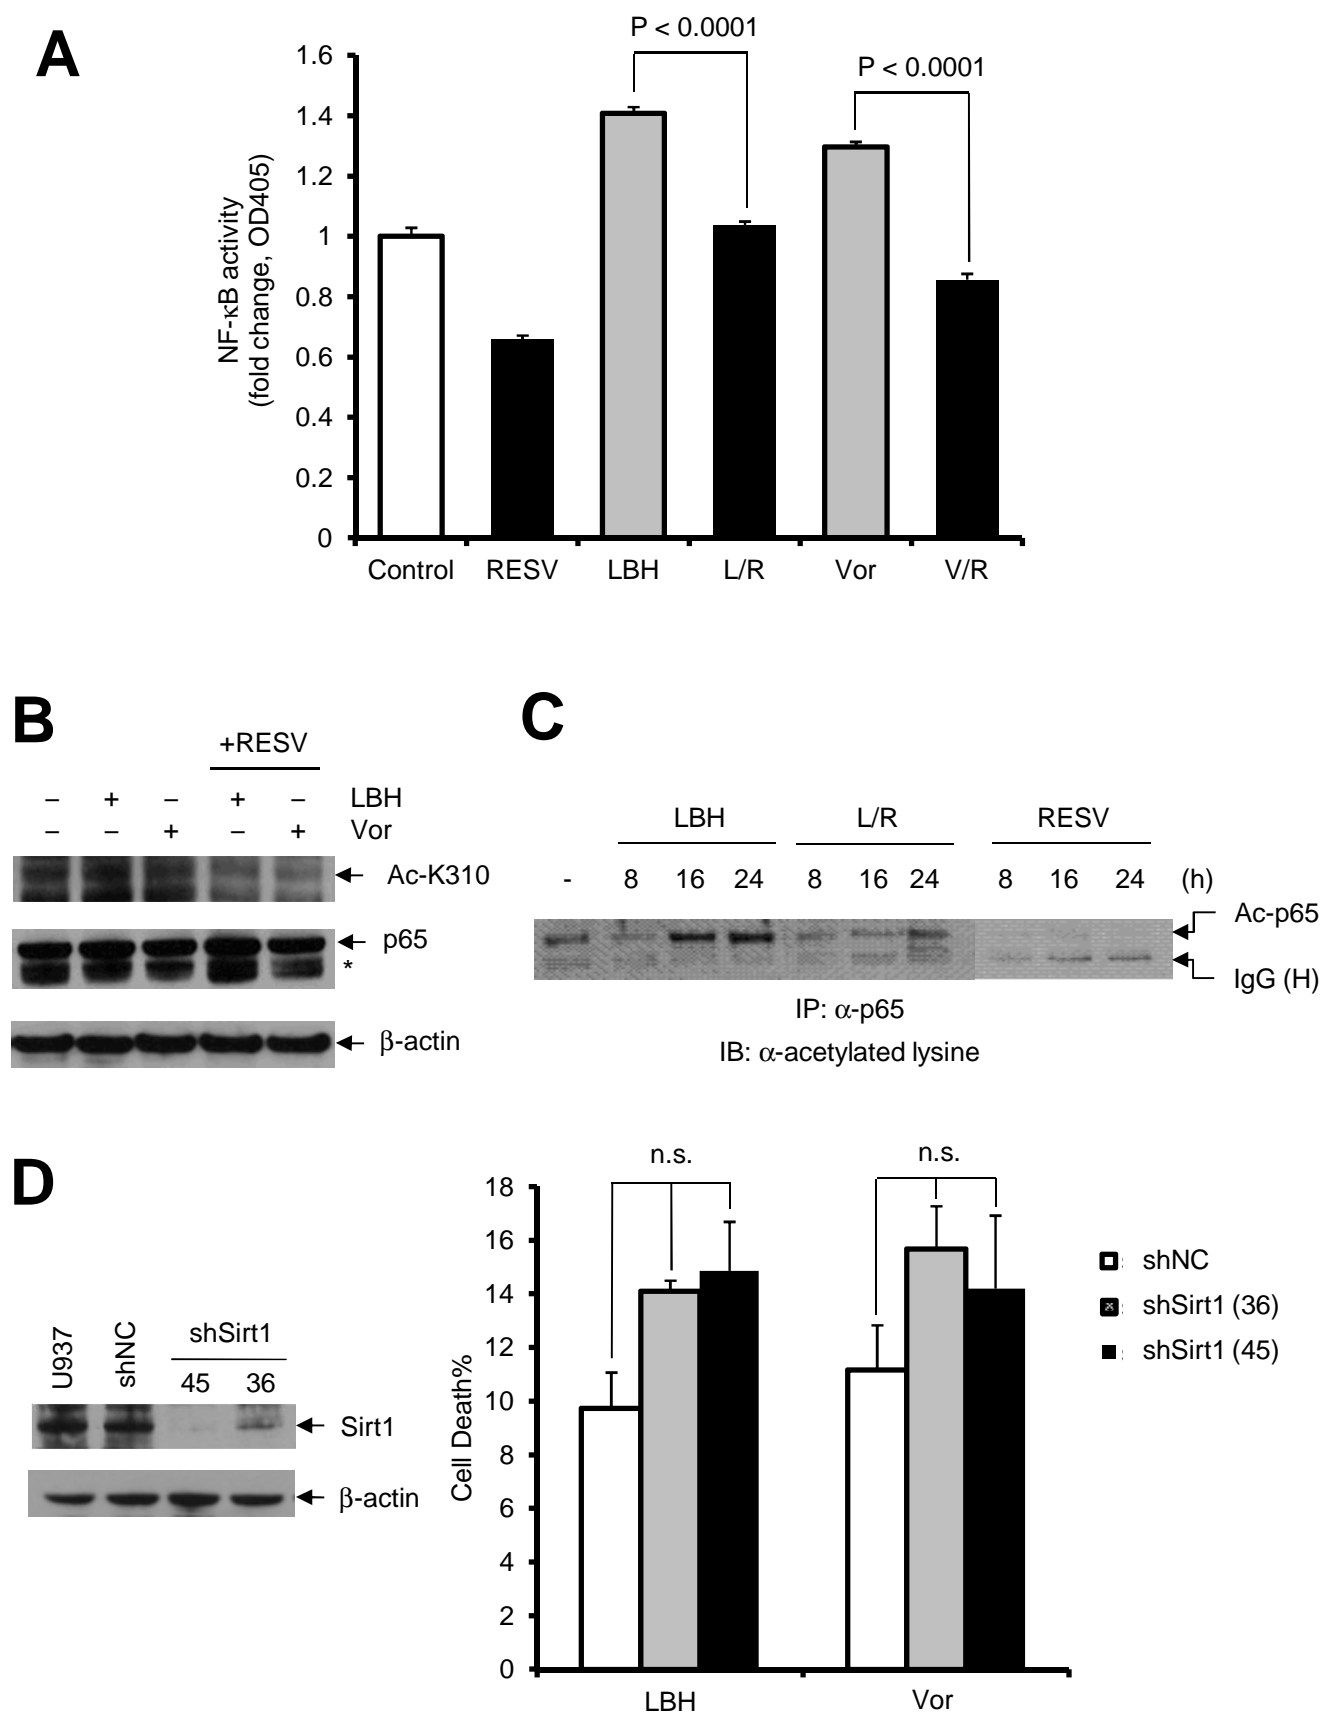 A
P < 0.0001
P < 0.0001
NF-κB activity
(fold change, OD405)
1.6
1.4
1.2
1
0.8
0.6
0.4
0.2
0
Control RESV LBH L/R Vor V/R
B
+RESV
– + – + – LBH
– – + – + Vor
Ac-K310
p65
*
β-actin
C
LBH L/R RESV
- 8 16 24 8 16 24 8 16 24 (h)
Ac-p65
IgG (H)
IP: α-p65
IB: α-acetylated lysine
D
U937 shNC shSirt1
45 36
Sirt1
β-actin
n.s. n.s.
Cell Death%
18
16
14
12
10
8
6
4
2
0
LBH Vor
shNC
shSirt1 (36)
shSirt1 (45)